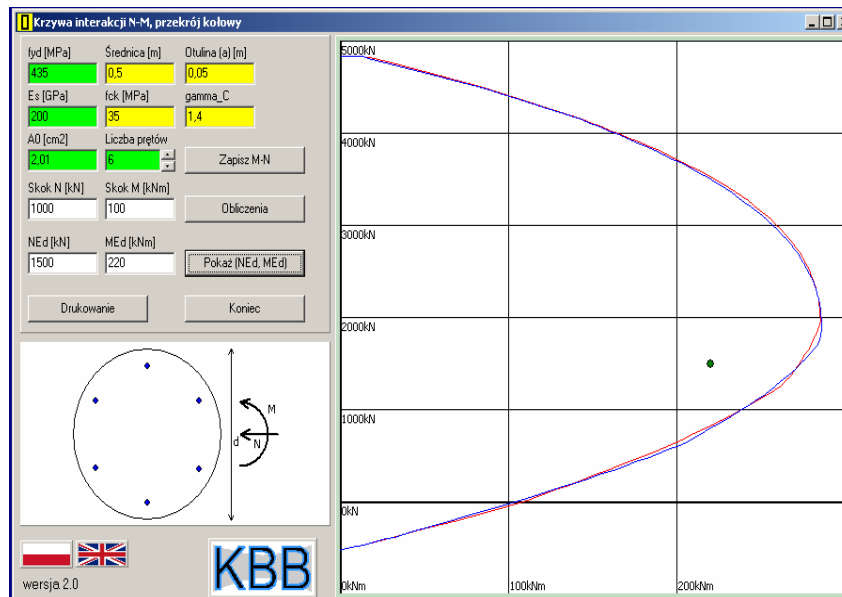 Krzywa interakcji N-M, przekrój kołowy
fyd [MPa] Średnica [m] Otulina (a) [m]
435 0,5 0,05
Es [GPa] fck [MPa] gamma_C
200 35 1,4
A0 [cm2] Liczba prętów
2,01 6 Zapisz M-N
Skok N [kN] Skok M [kNm]
1000 100 Obliczenia
NEd [kN] MEd [kNm]
1500 220 Pokaż (NEd, MEd)
Drukowanie Koniec
M
d N
wersja 2.0
KBB
5000kN
4000kN
3000kN
2000kN
1000kN
0kN
0kNm 100kNm 200kNm